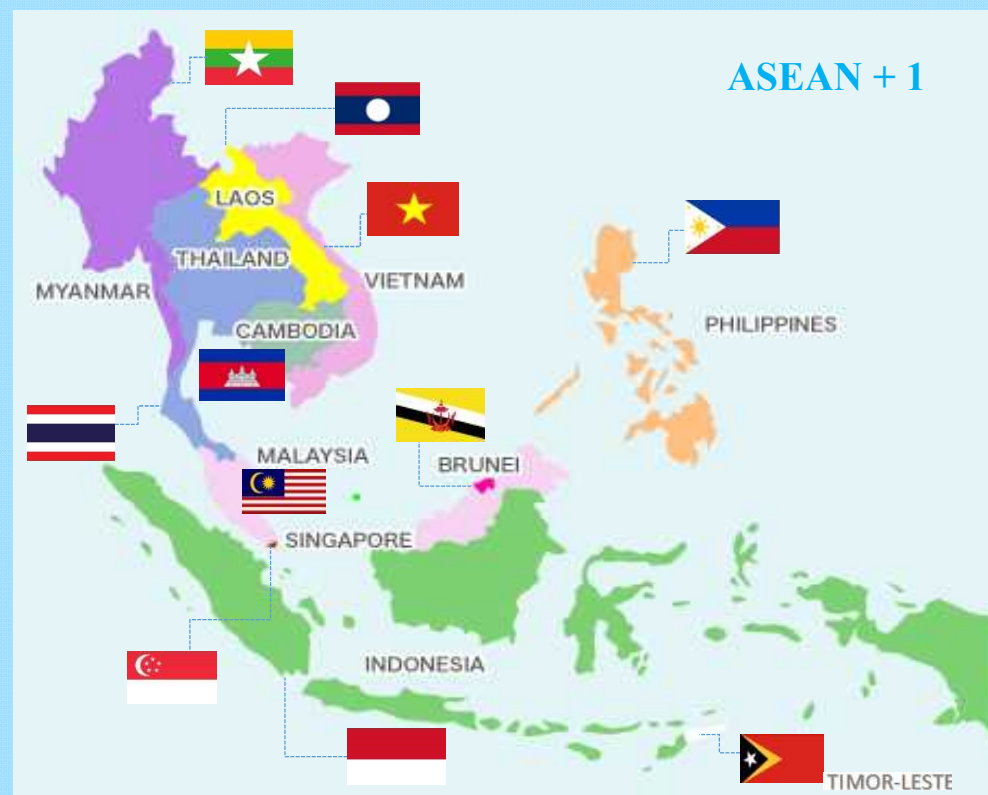 ASEAN + 1
LAOS
THAILAND
MYANMAR
VIETNAM
PHILIPPINES
CAMBODIA
MALAYSIA
BRUNEI
SINGAPORE
INDONESIA
TIMOR-LESTE